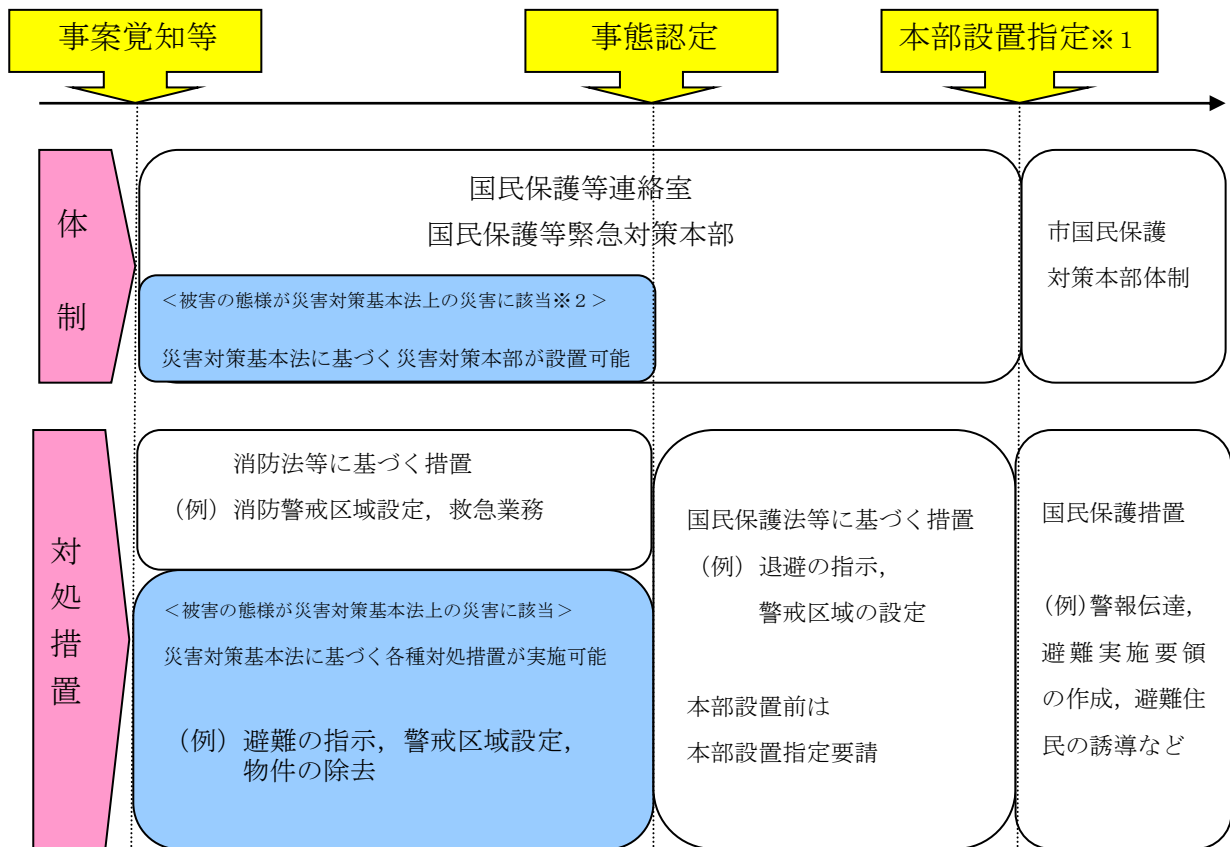 事案覚知等
事態認定
本部設置指定※1
体
制
国民保護等連絡室
国民保護等緊急対策本部
＜被害の態様が災害対策基本法上の災害に該当※２＞
災害対策基本法に基づく災害対策本部が設置可能
市国民保護
対策本部体制
対
処
措
置
消防法等に基づく措置
（例）消防警戒区域設定，救急業務
＜被害の態様が災害対策基本法上の災害に該当＞
災害対策基本法に基づく各種対処措置が実施可能
（例）避難の指示，警戒区域設定，
物件の除去
国民保護法等に基づく措置
（例）退避の指示，
警戒区域の設定
本部設置前は
本部設置指定要請
国民保護措置
(例)警報伝達，
避難実施要領
の作成，避難住
民の誘導など